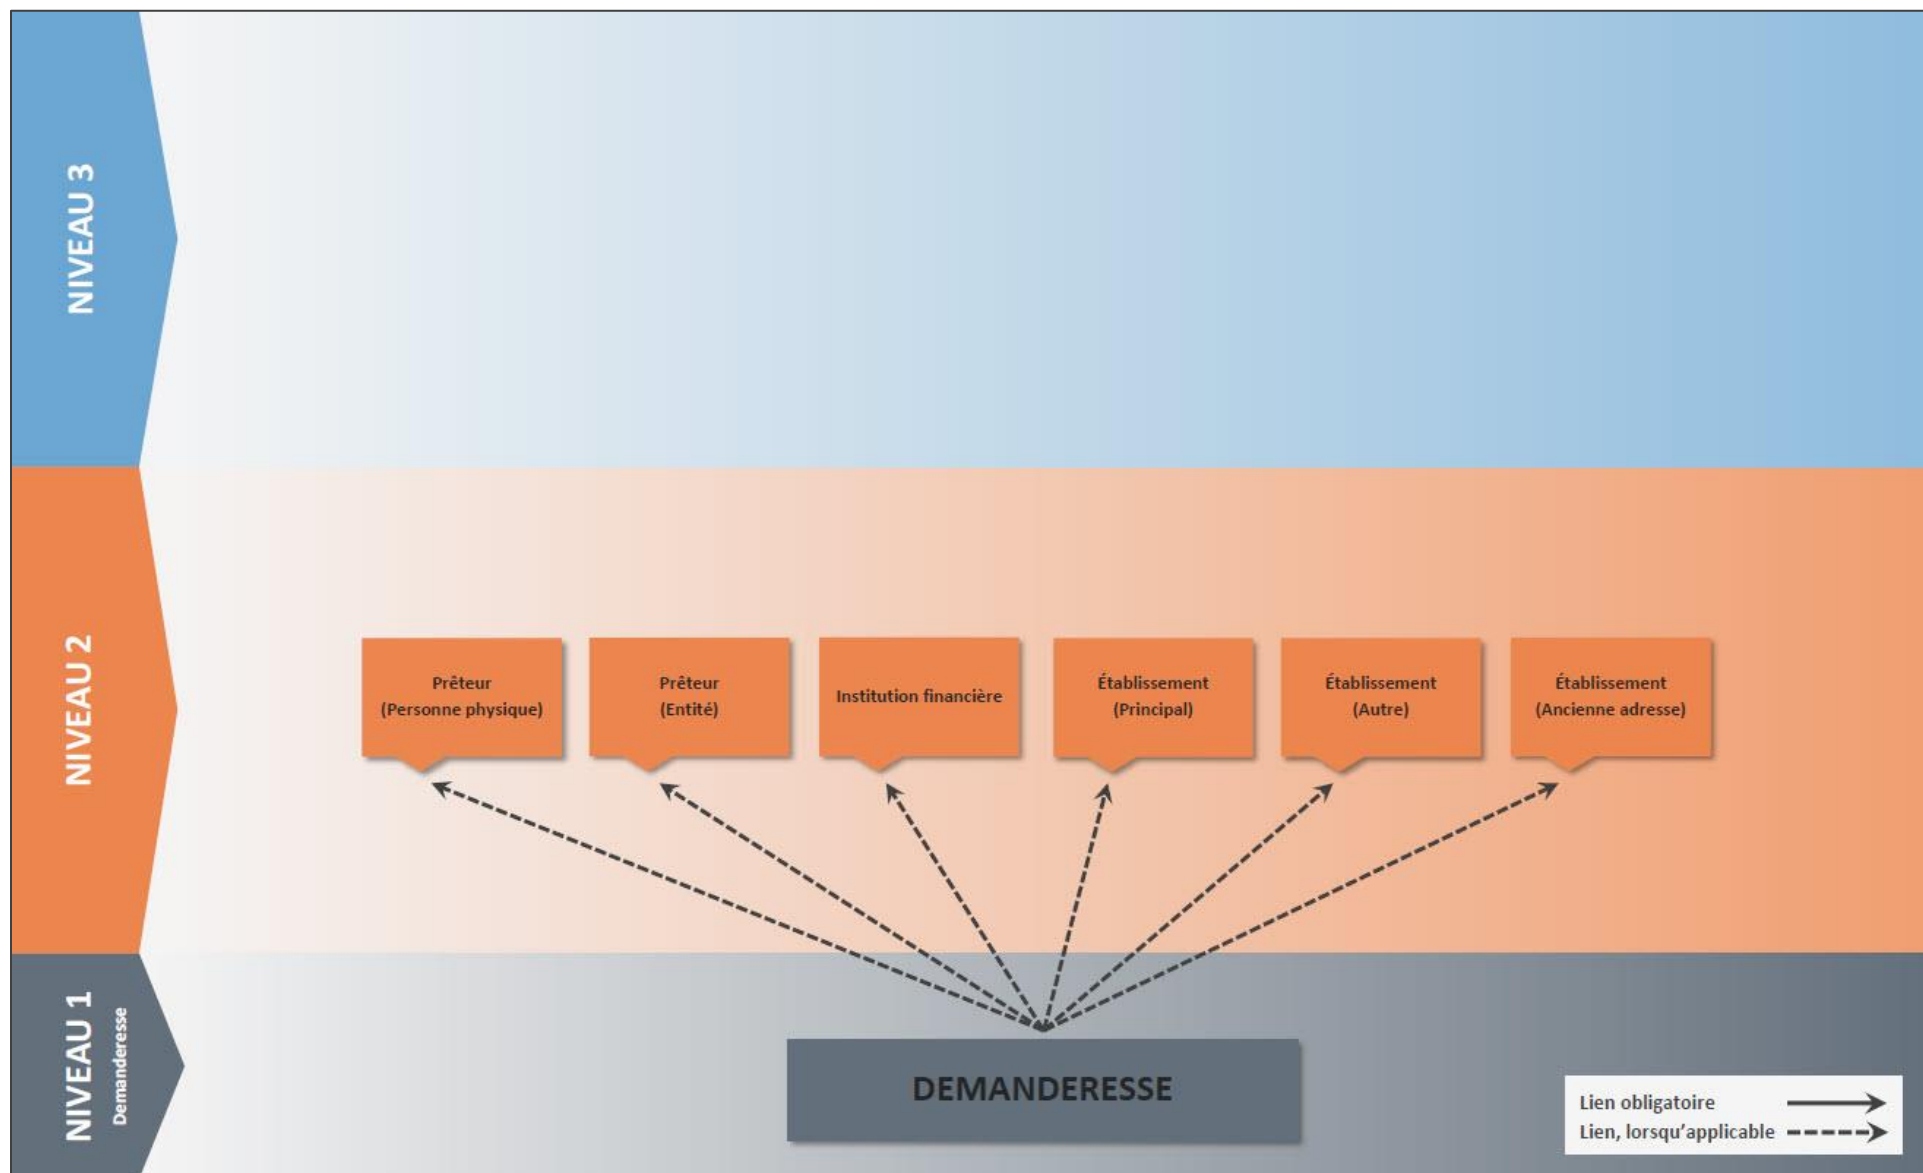 NIVEAU 3
NIVEAU 2
Prêteur
(Personne physique)
Prêteur
(Entité)
Institution financière
Établissement
(Principal)
Établissement
(Autre)
Établissement
(Ancienne adresse)
NIVEAU 1
Demanderesse
DEMANDERESSE
Lien obligatoire
Lien, lorsqu'applicable